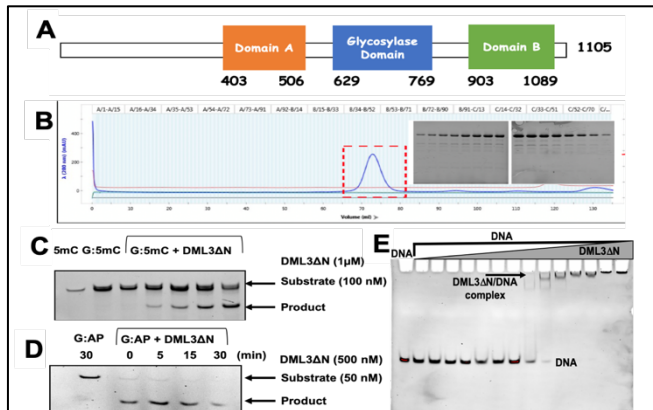 A
Domain A
Glycosylase
Domain
Domain B
1105
403 506 629 769 903 1089
B
A/1-A/15 A/16-A/34 A/35-A/53 A/54-A/72 A/73-A/91 A/92-B/14 B/15-B/33 B/34-B/52 B/53-B/71 B/72-B/90 B/91-C/13 C/14-C/32 C/33-C/51 C/52-C/70
400
200
0
0 10 20 30 40 50 60 70 80 90 100 110 120 130
Volume (ml)
C
5mC G:5mC G:5mC + DML3ΔN
DML3ΔN (1µM)
Substrate (100 nM)
Product
D
G:AP G:AP + DML3ΔN
30 0 5 15 30 (min)
DML3ΔN (500 nM)
Substrate (50 nM)
Product
E
DNA
DNA
DML3ΔN
DML3ΔN/DNA
complex
DNA